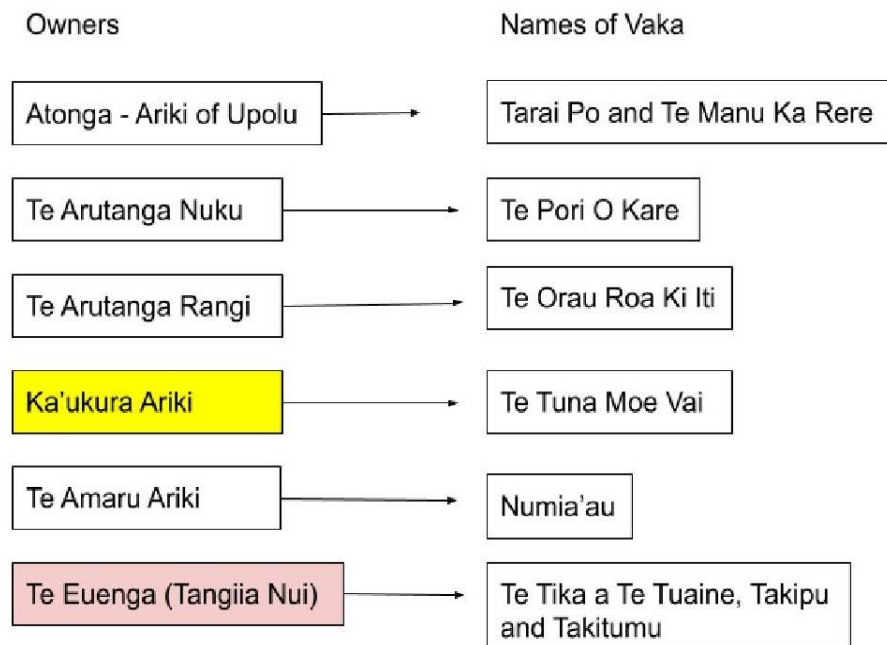 Owners
Names of Vaka
Atonga - Ariki of Upolu
Tarai Po and Te Manu Ka Rere
Te Arutanga Nuku
Te Pori O Kare
Te Arutanga Rangi
Te Orau Roa Ki Iti
Ka'ukura Ariki
Te Tuna Moe Vai
Te Amaru Ariki
Numia'au
Te Euenga (Tangiia Nui)
Te Tika a Te Tuaine, Takipu
and Takitumu